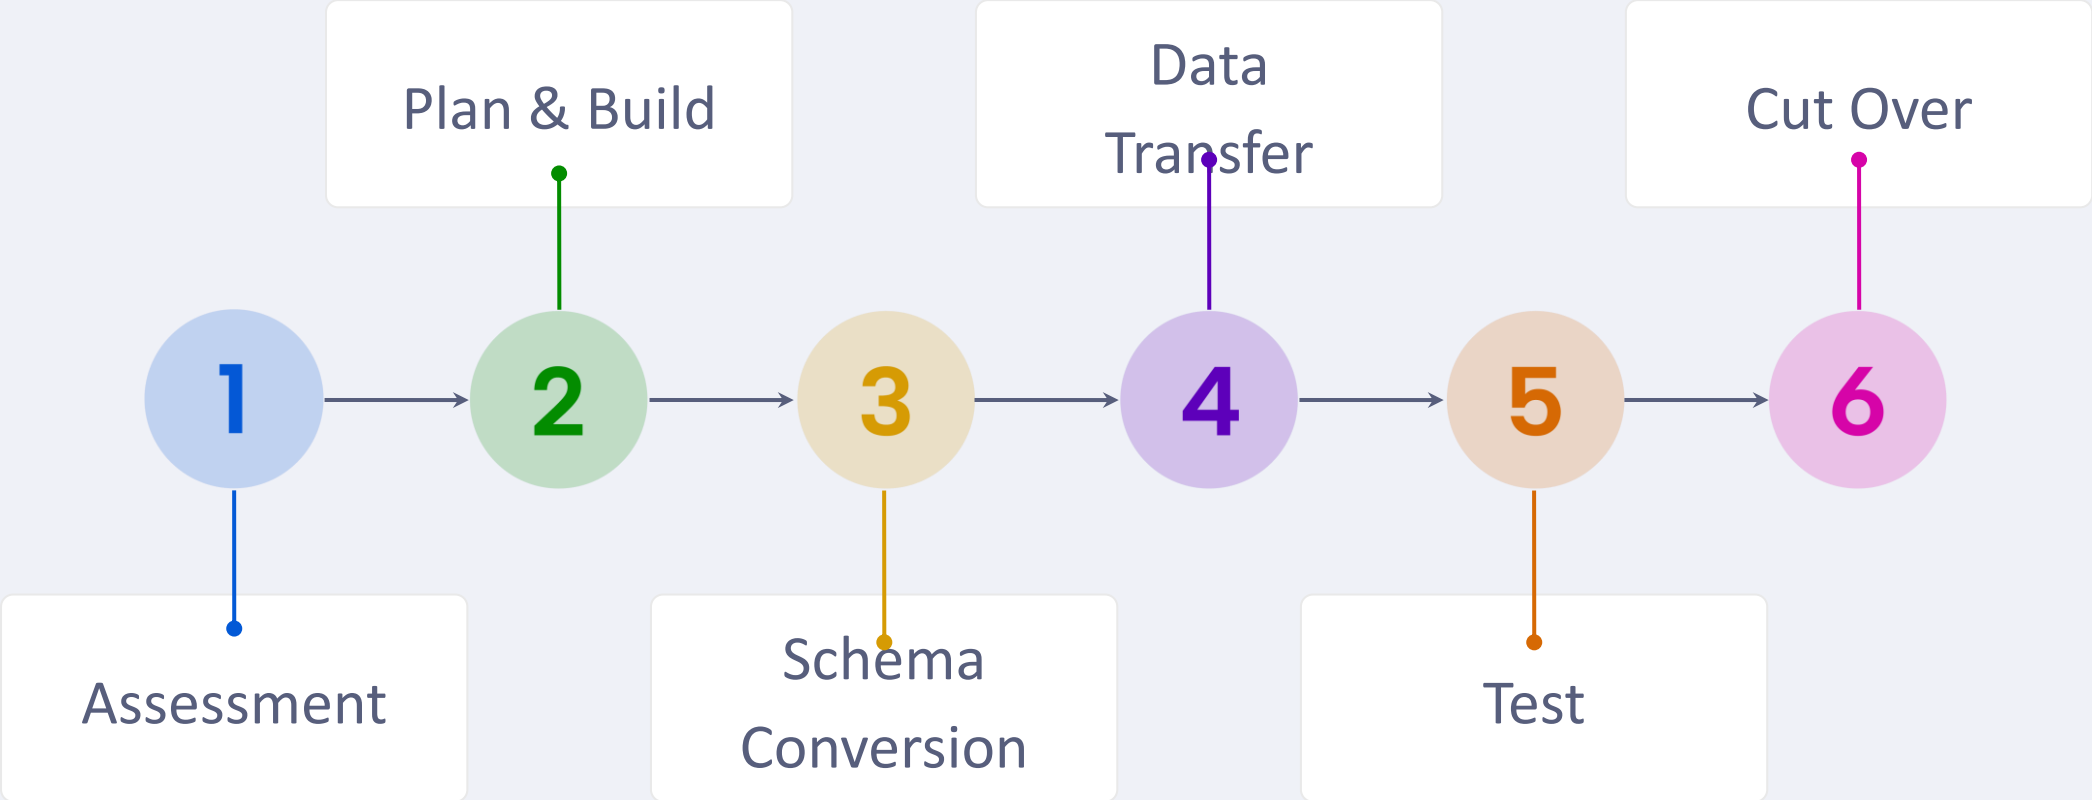 Plan & Build
Data
Transfer
Cut Over
1
2
3
4
5
6
Assessment
Schema
Conversion
Test